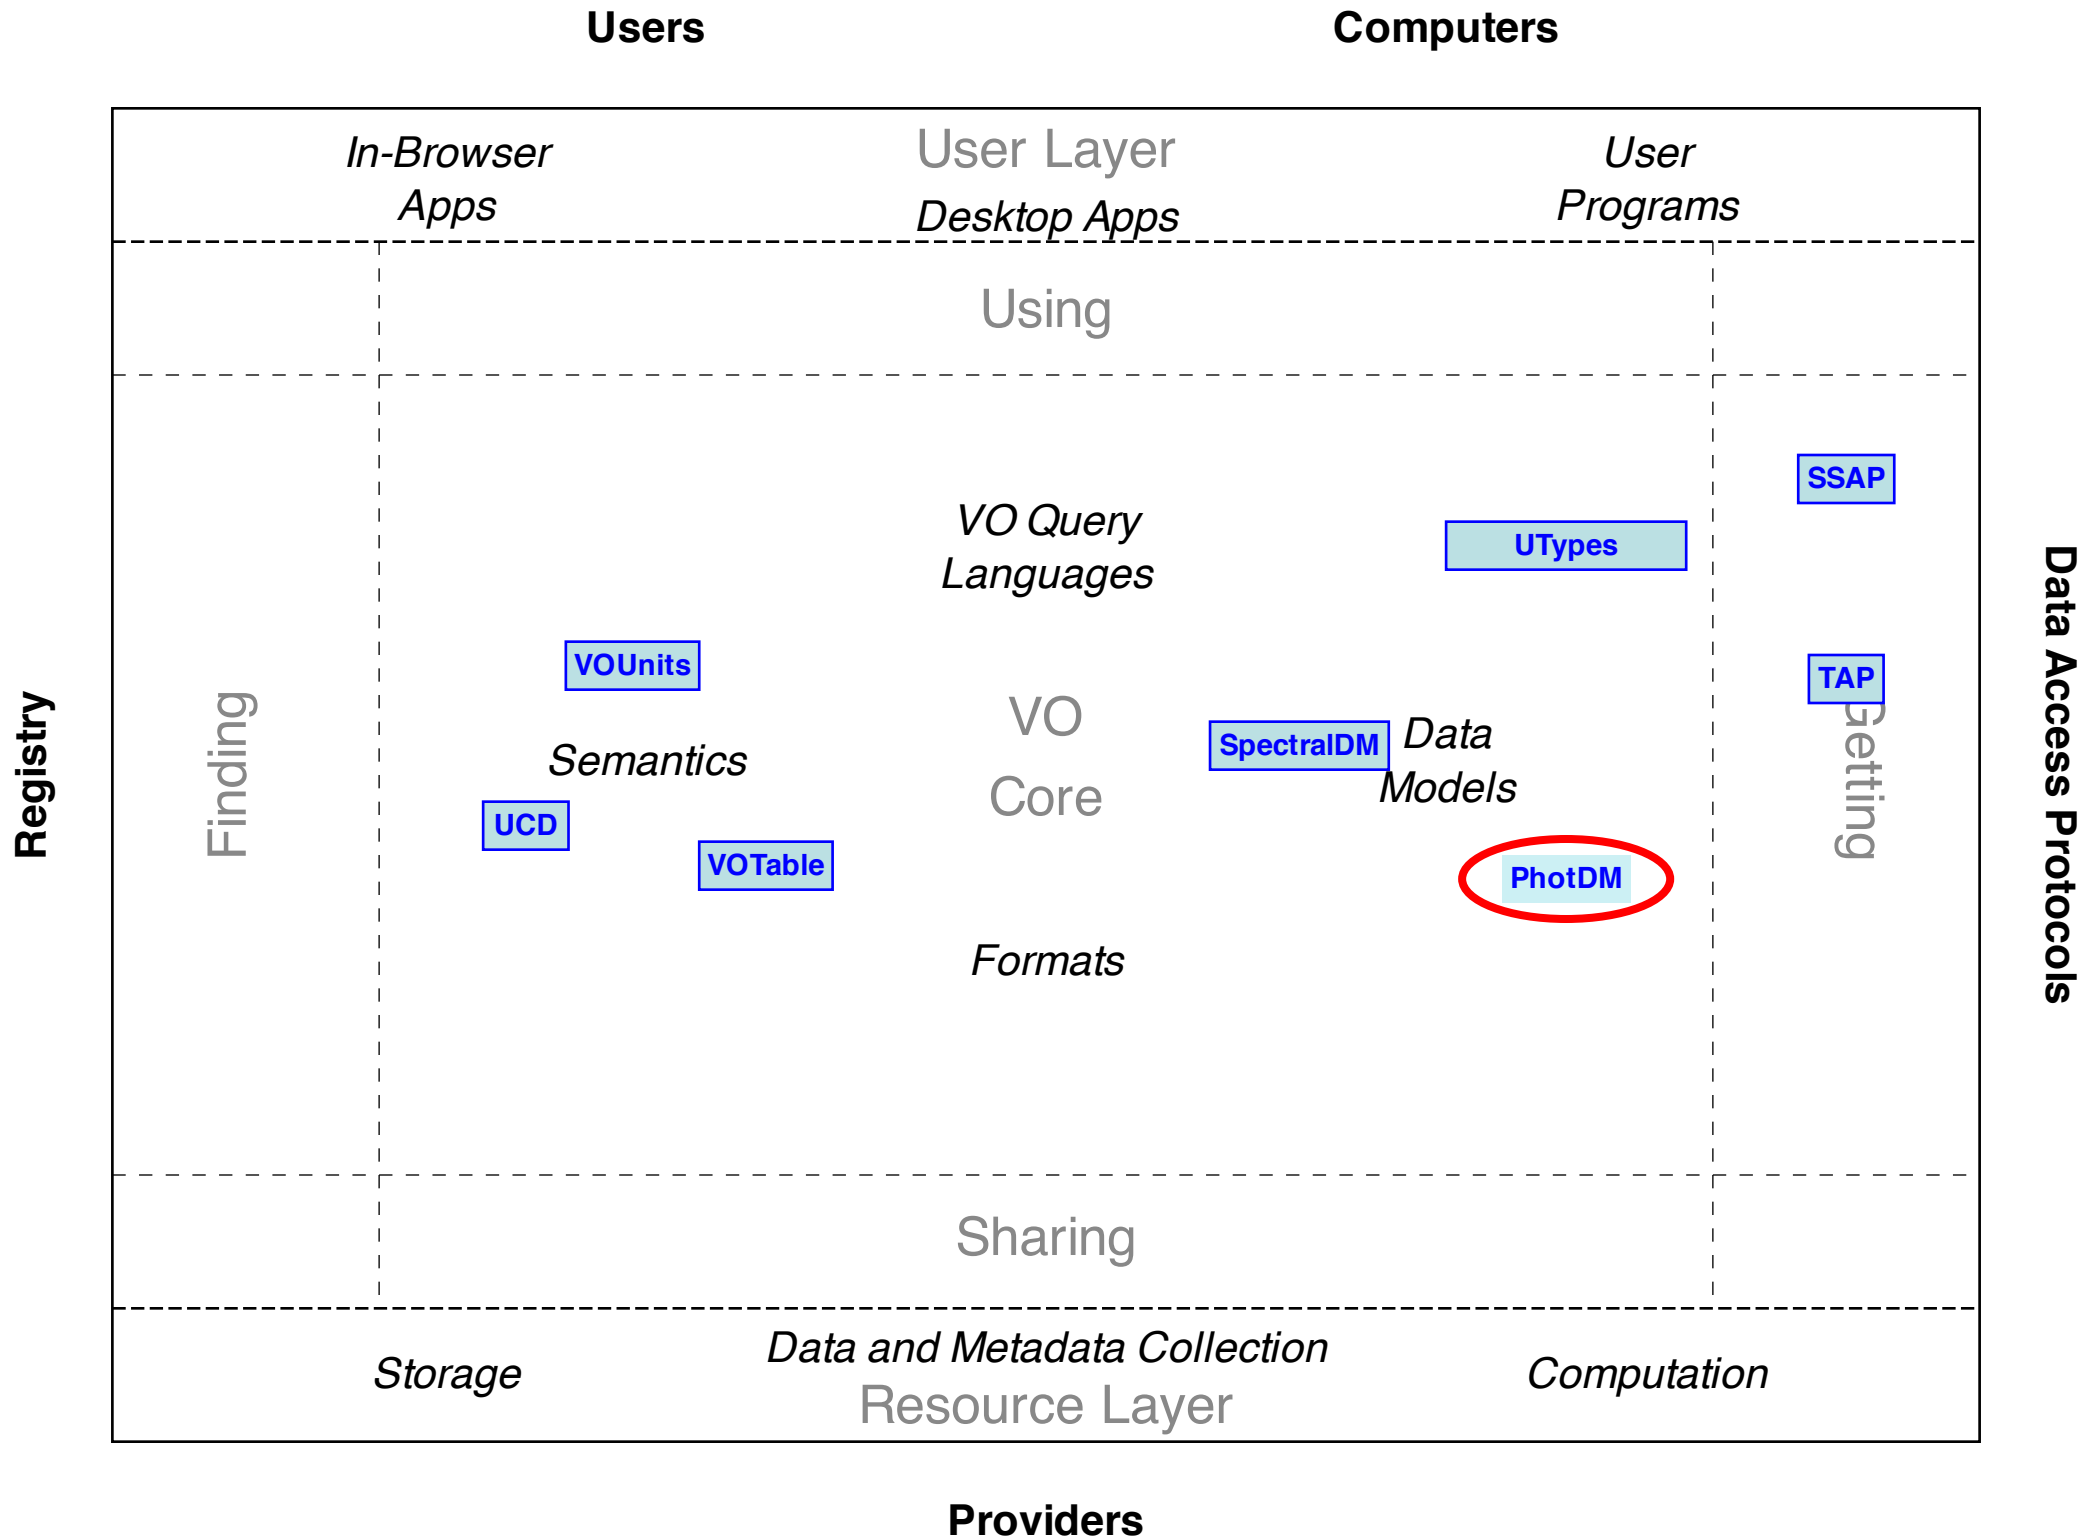 Users
Computers
In-Browser
Apps
User Layer
Desktop Apps
User
Programs
Using
SSAP
VO Query
Languages
UTypes
VOUnits
TAP
Registry
Finding
Semantics
VO
Core
SpectralDM
Data
Models
Getting
Data Access Protocols
UCD
VOTable
PhotDM
Formats
Sharing
Storage
Data and Metadata Collection
Resource Layer
Computation
Providers